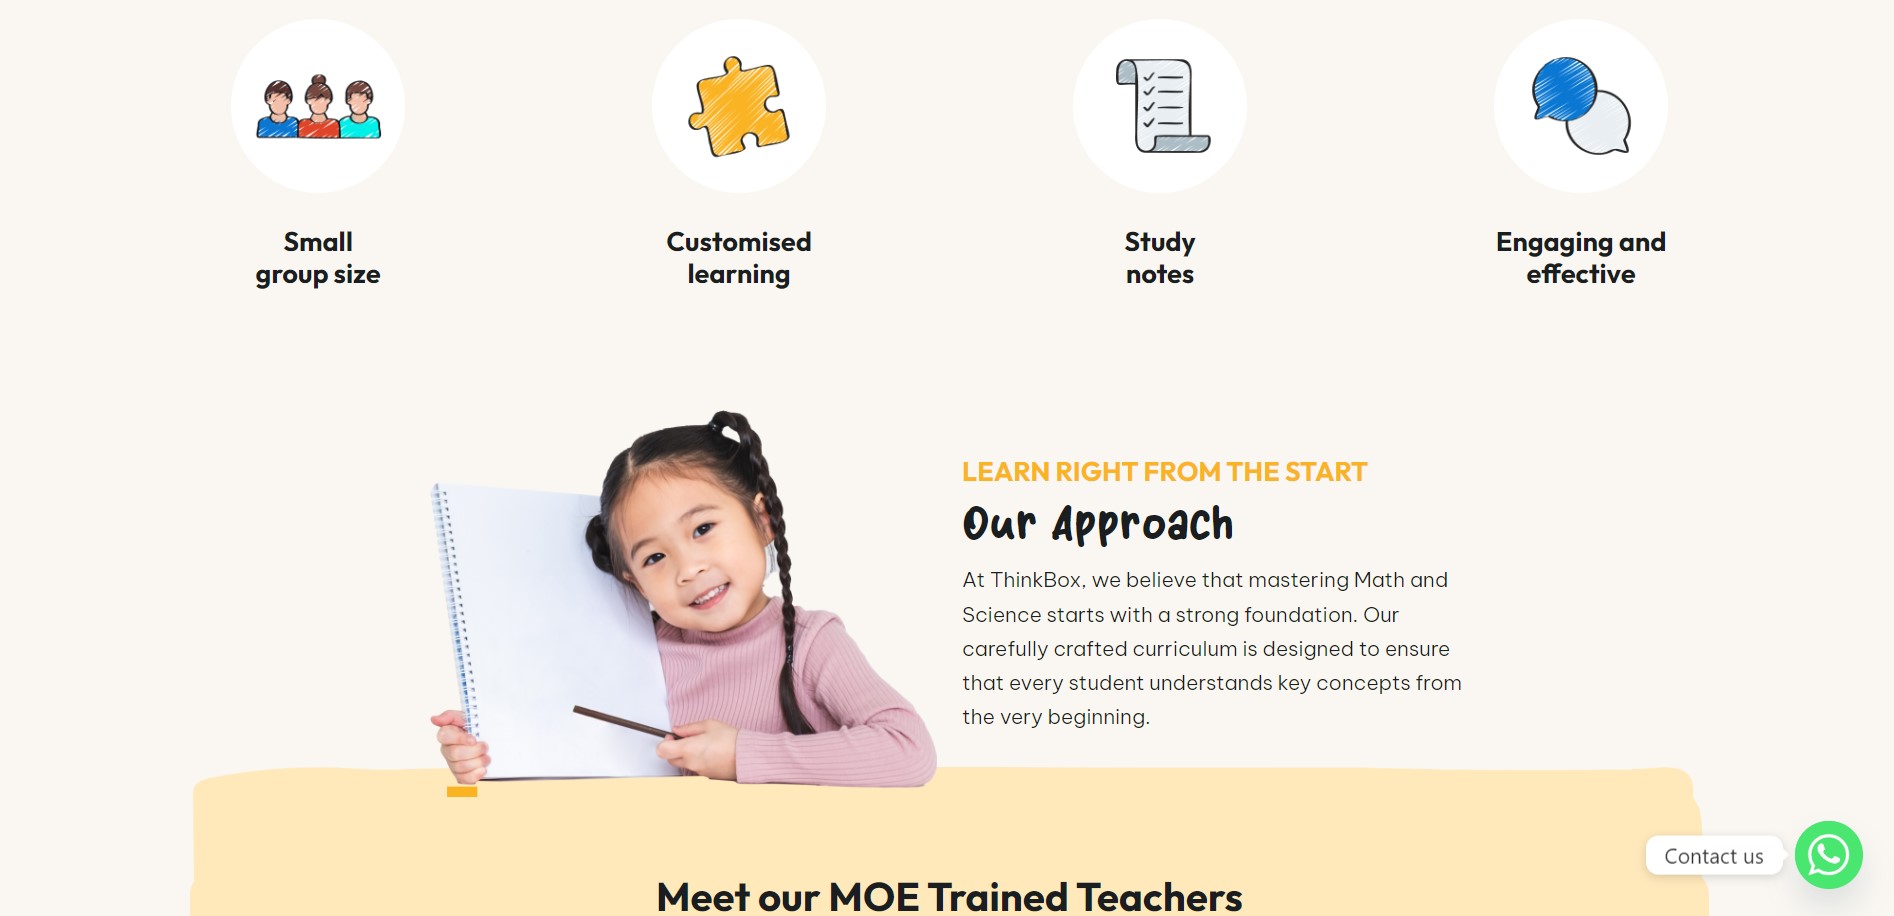 Small
group size
Customised
learning
Study
notes
Engaging and
effective
LEARN RIGHT FROM THE START
Our Approach
At ThinkBox, we believe that mastering Math and
Science starts with a strong foundation. Our
carefully crafted curriculum is designed to ensure
that every student understands key concepts from
the very beginning.
Contact us
Meet our MOE Trained Teachers